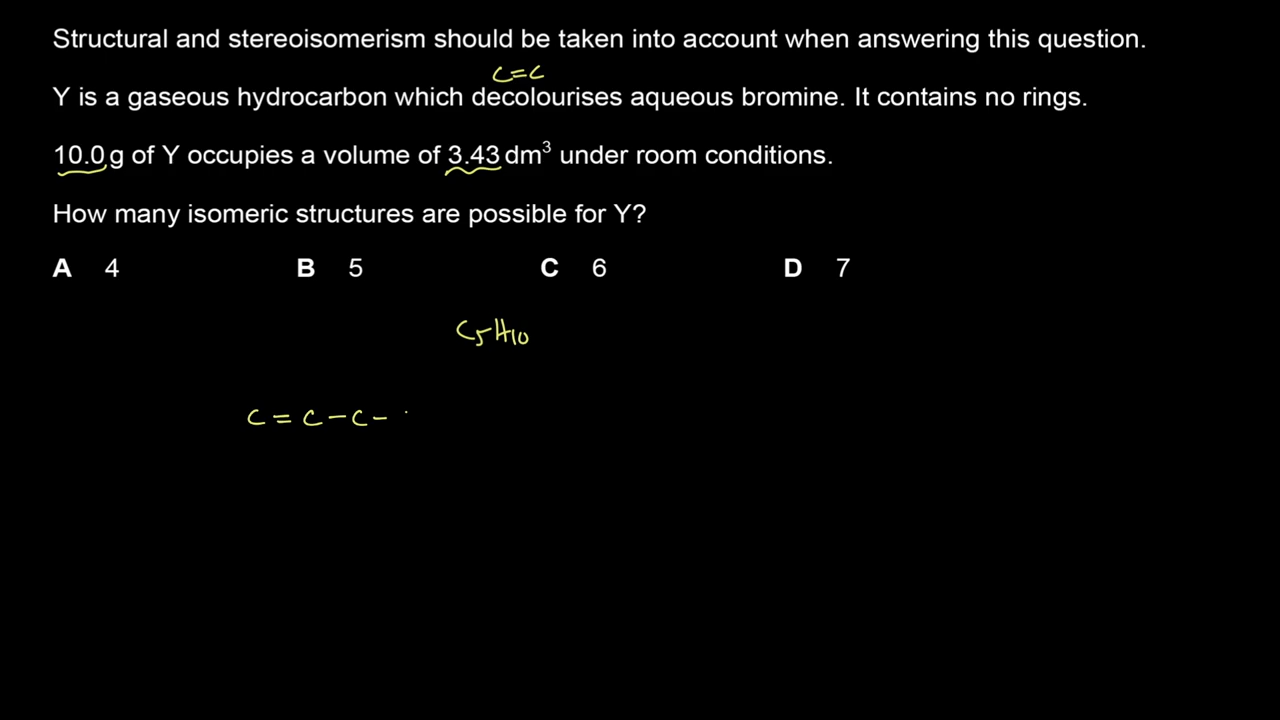 Structural and stereoisomerism should be taken into account when answering this question.
C=C
Y is a gaseous hydrocarbon which decolourises aqueous bromine. It contains no rings.
10.0 g of Y occupies a volume of 3.43 dm³ under room conditions.
How many isomeric structures are possible for Y?
A 4 B 5 C 6 D 7
C₅H₁₀
C = C - C -